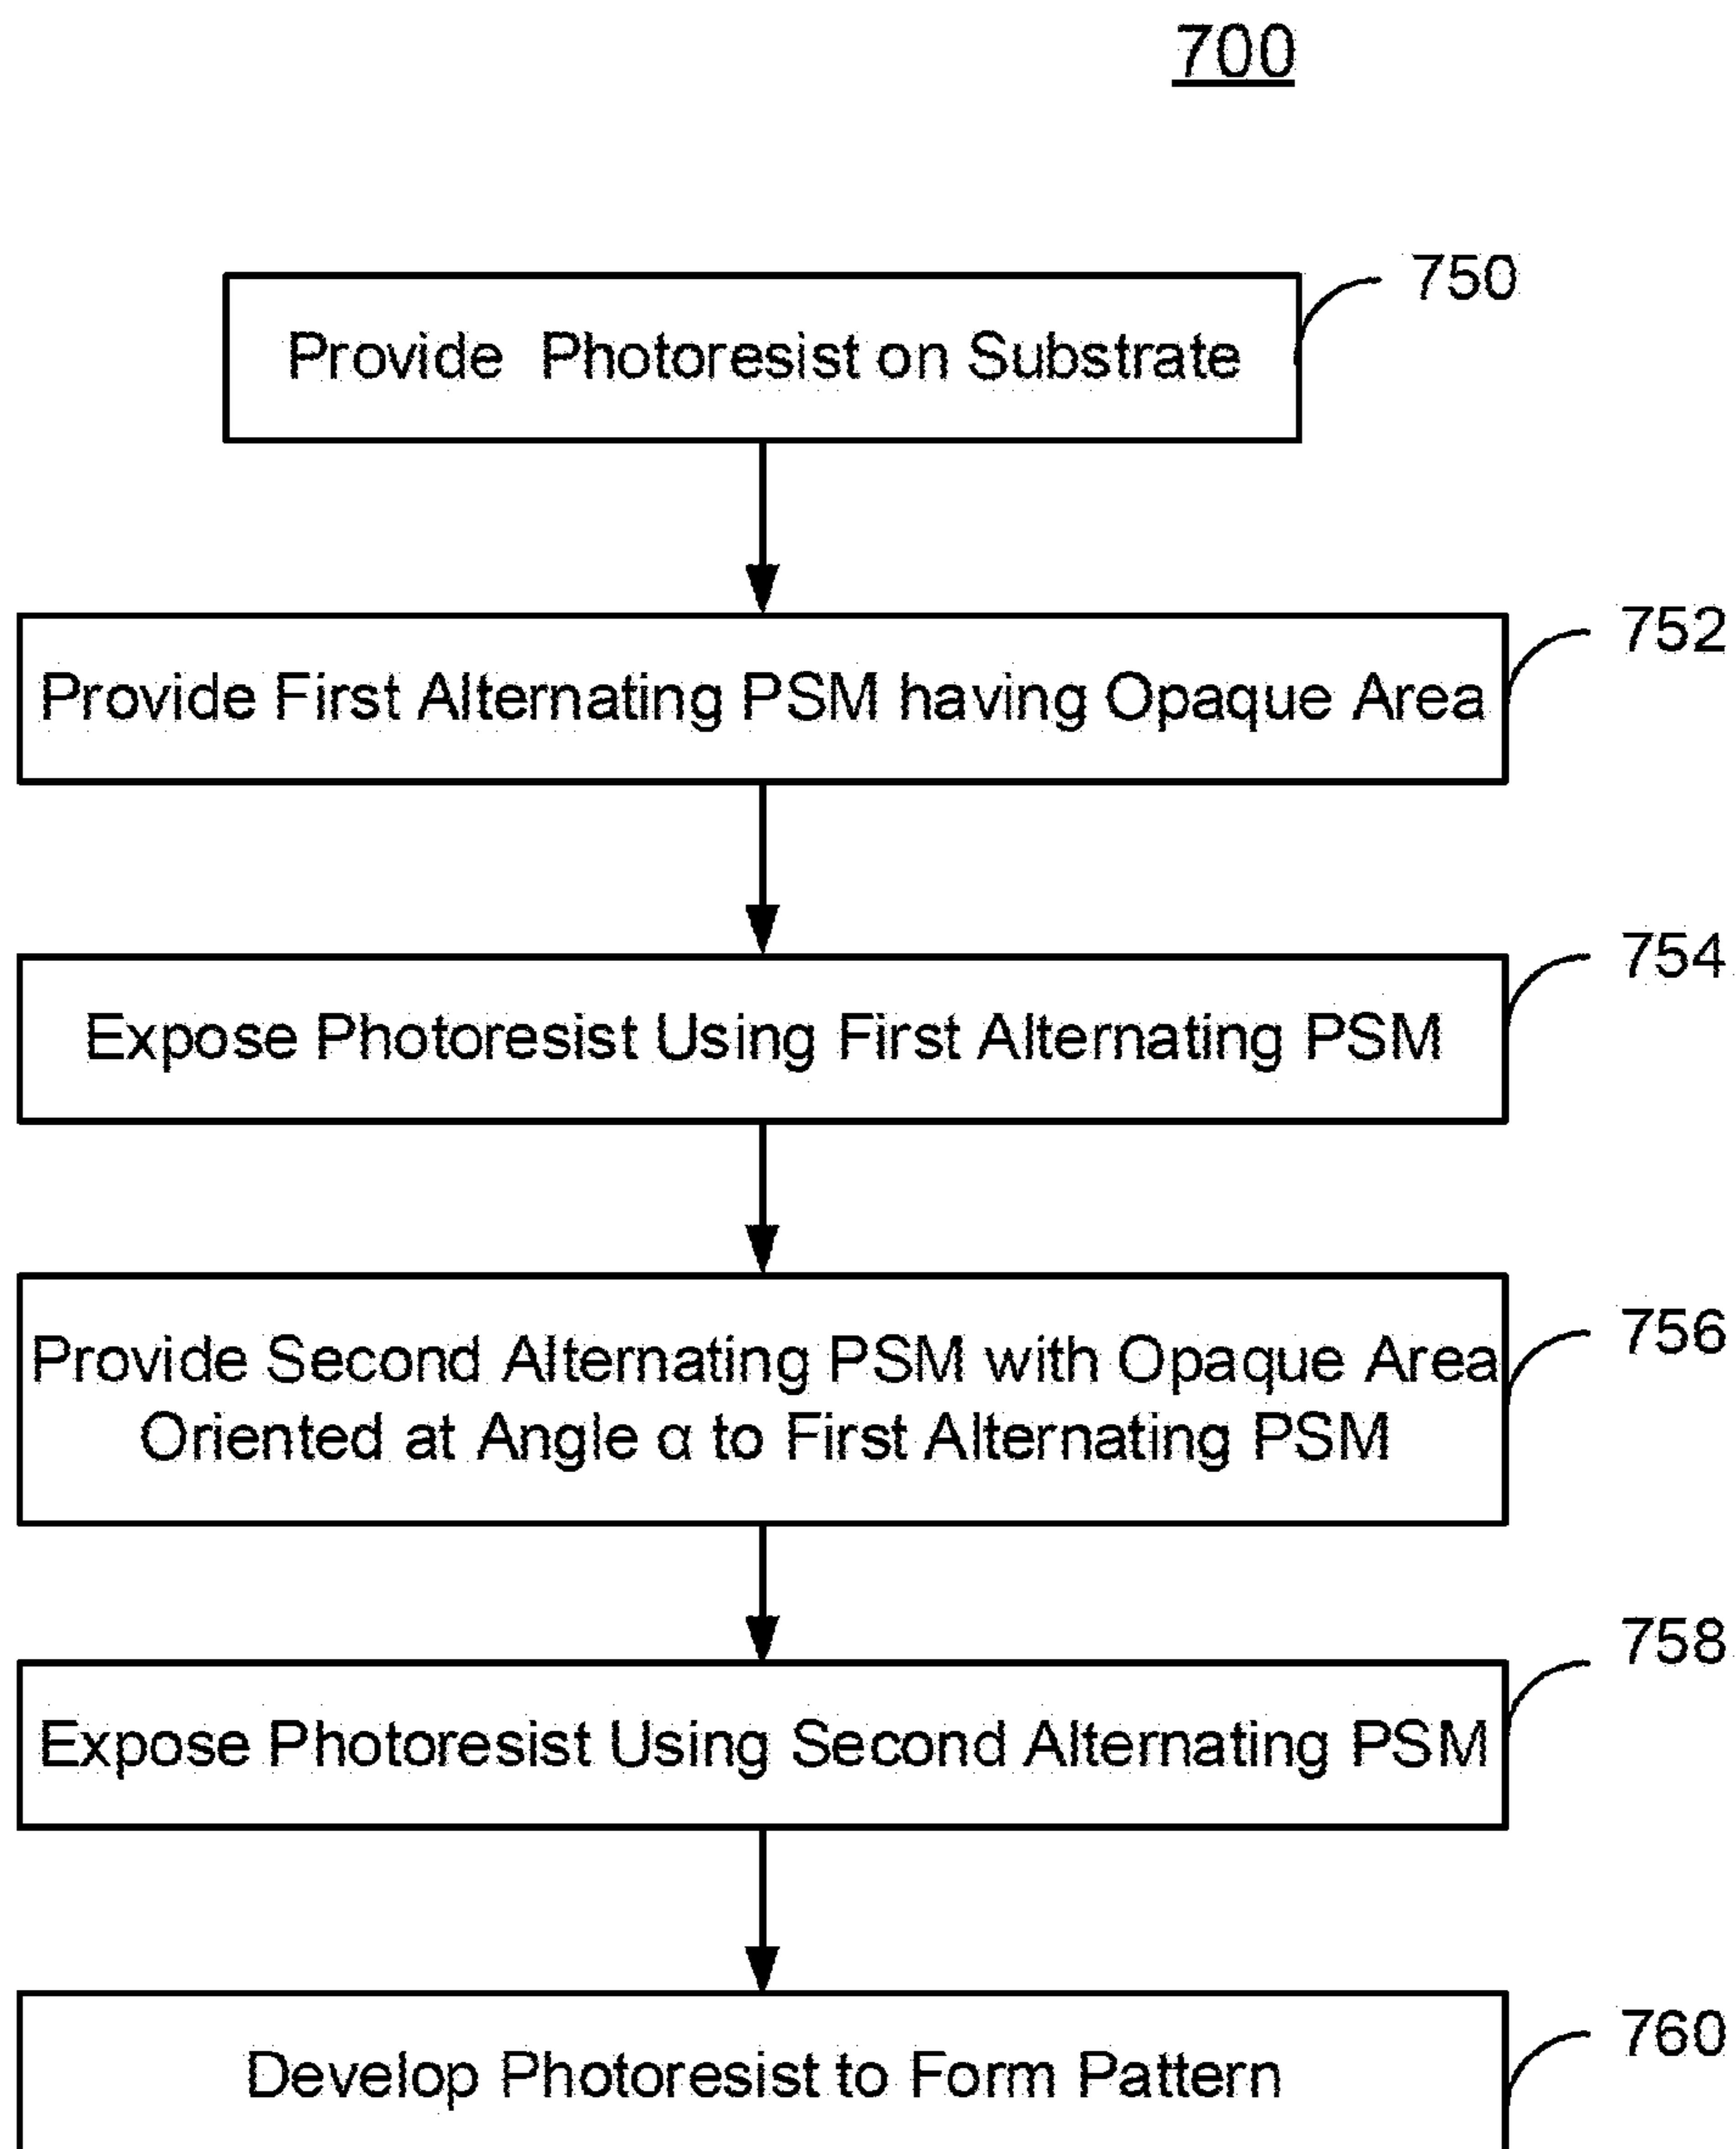 700
750
Provide Photoresist on Substrate
752
Provide First Alternating PSM having Opaque Area
754
Expose Photoresist Using First Alternating PSM
756
Provide Second Alternating PSM with Opaque Area
Oriented at Angle α to First Alternating PSM
758
Expose Photoresist Using Second Alternating PSM
760
Develop Photoresist to Form Pattern